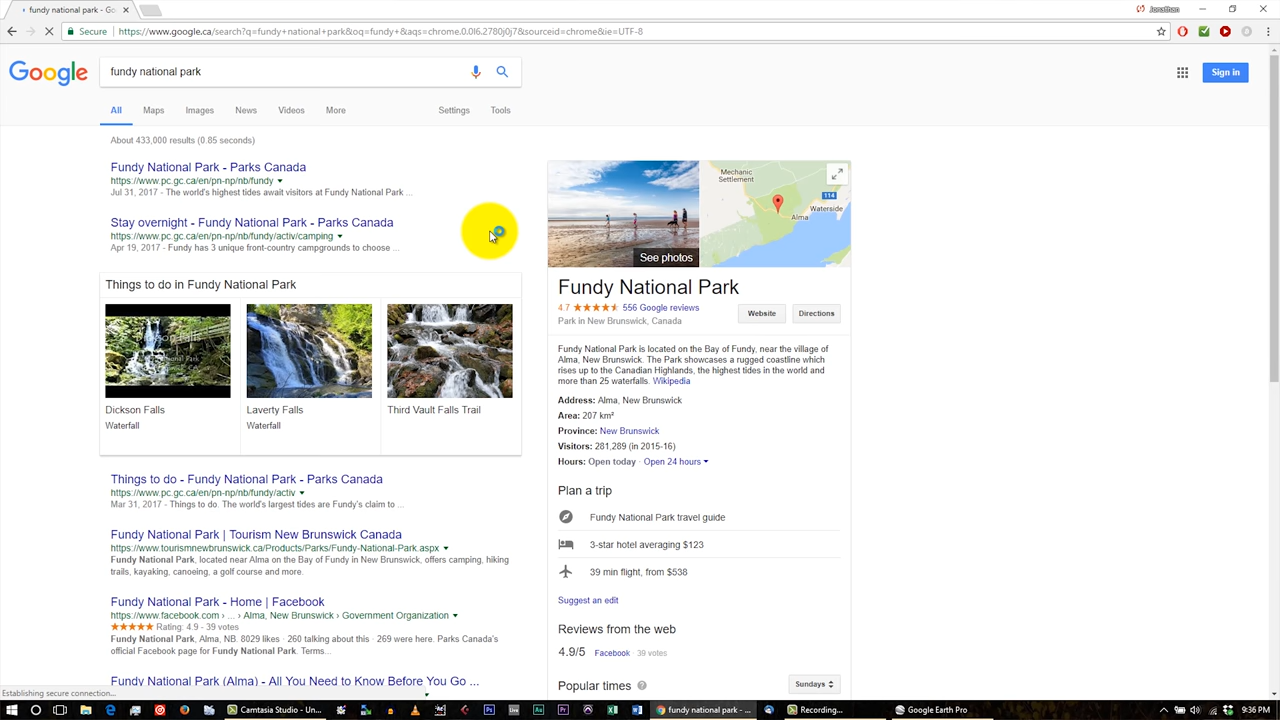 fundy national park - G
Jonathan
Secure https://www.google.ca/search?q=fundy+national+park&oq=fundy+&aqs=chrome.0.0l6.2780j0j7&sourceid=chrome&ie=UTF-8
Google
fundy national park
Sign in
All Maps Images News Videos More Settings Tools
About 433,000 results (0.85 seconds)
Fundy National Park - Parks Canada
https://www.pc.gc.ca/en/pn-np/nb/fundy
Jul 31, 2017 - The world's highest tides await visitors at Fundy National Park ...
Stay overnight - Fundy National Park - Parks Canada
https://www.pc.gc.ca/en/pn-np/nb/fundy/activ/camping
Apr 19, 2017 - Fundy has 3 unique front-country campgrounds to choose ...
Things to do in Fundy National Park
Dickson Falls
Waterfall
Laverty Falls
Waterfall
Third Vault Falls Trail
Things to do - Fundy National Park - Parks Canada
https://www.pc.gc.ca/en/pn-np/nb/fundy/activ
Mar 31, 2017 - Things to do. The world's largest tides are Fundy's claim to ...
Fundy National Park | Tourism New Brunswick Canada
https://www.tourismnewbrunswick.ca/Products/Parks/Fundy-National-Park.aspx
Fundy National Park, located near Alma on the Bay of Fundy in New Brunswick, offers camping, hiking
trails, kayaking, canoeing, a golf course and more.
Fundy National Park - Home | Facebook
https://www.facebook.com › ... › Alma, New Brunswick › Government Organization
Rating: 4.9 - 39 votes
Fundy National Park, Alma, NB. 8029 likes · 260 talking about this · 269 were here. Parks Canada's
official Facebook page for Fundy National Park. Terms...
Fundy National Park (Alma) - All You Need to Know Before You Go ...
Mechanic
Settlement
114
Waterside
Alma
See photos
Fundy National Park
4.7 556 Google reviews
Park in New Brunswick, Canada
Website
Directions
Fundy National Park is located on the Bay of Fundy, near the village of
Alma, New Brunswick. The Park showcases a rugged coastline which
rises up to the Canadian Highlands, the highest tides in the world and
more than 25 waterfalls. Wikipedia
Address: Alma, New Brunswick
Area: 207 km²
Province: New Brunswick
Visitors: 281,289 (in 2015-16)
Hours: Open today · Open 24 hours
Plan a trip
Fundy National Park travel guide
3-star hotel averaging $123
39 min flight, from $538
Suggest an edit
Reviews from the web
4.9/5 Facebook · 39 votes
Popular times
Sundays
Establishing secure connection...
Camtasia Studio - Un...
fundy national park - ...
Recording...
Google Earth Pro
9:36 PM